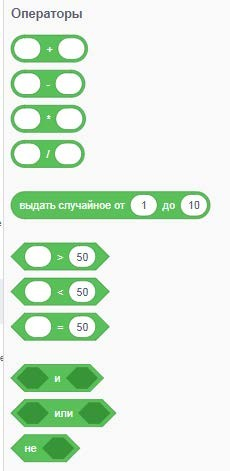 Операторы
+
-
*
/
выдать случайное от 1 до 10
> 50
< 50
= 50
и
или
не